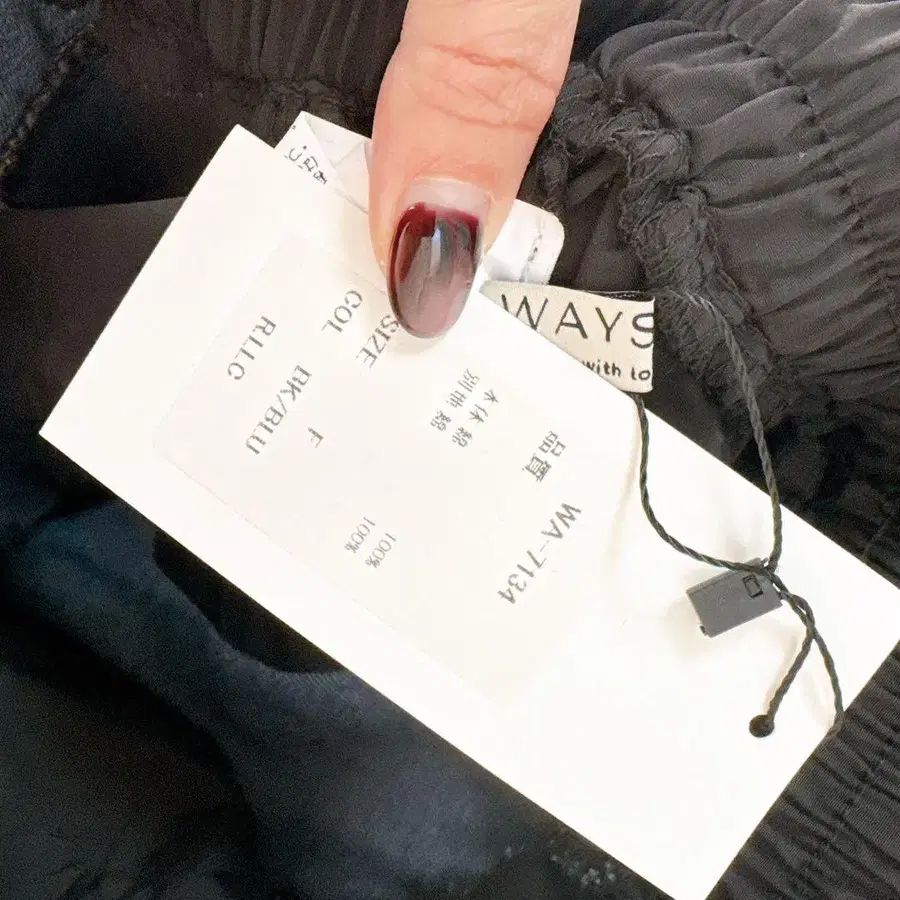 WAYS
with lo
品質 WA-7134
本体 綿 100%
別地 綿 100%
SIZE F
COL BK/BLU
RLLC